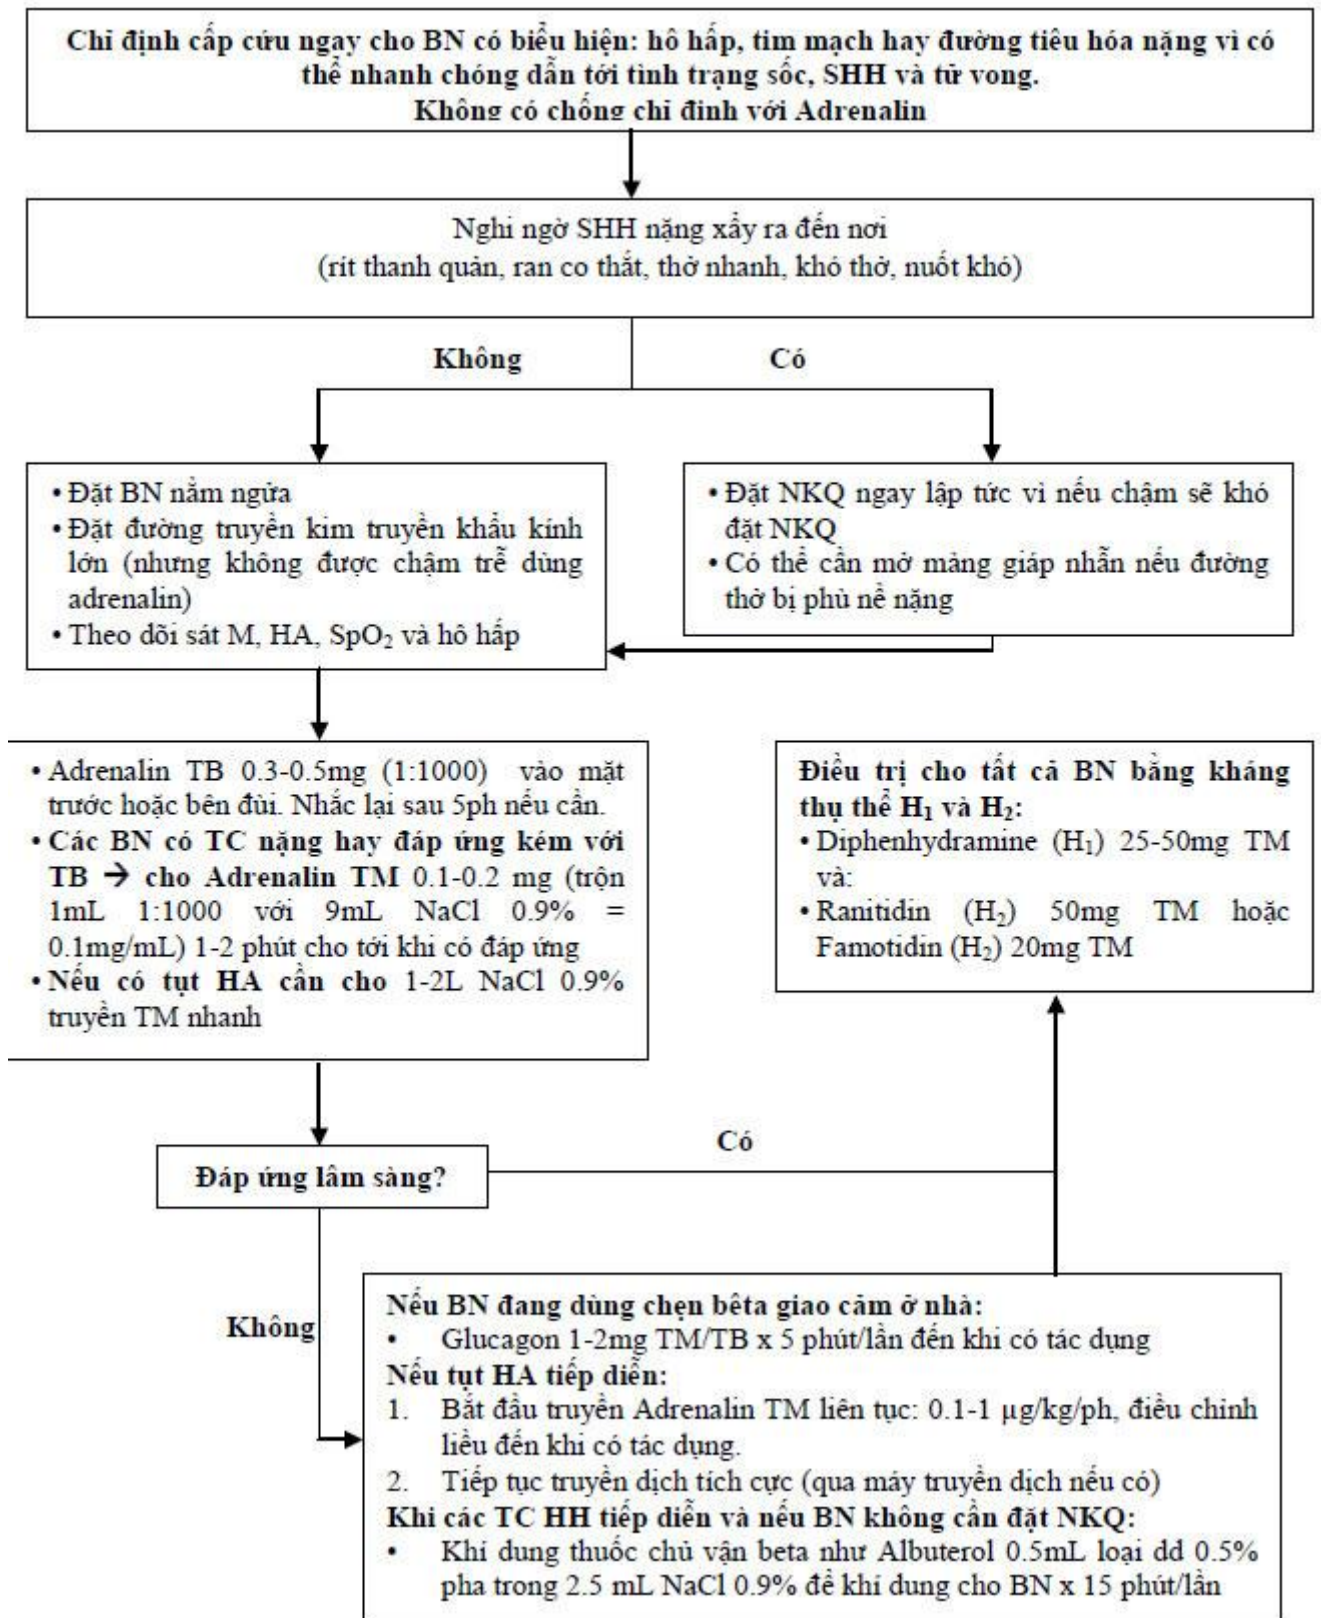 Chỉ định cấp cứu ngay cho BN có biểu hiện: hô hấp, tim mạch hay đường tiêu hóa nặng vì có
thể nhanh chóng dẫn tới tình trạng sốc, SHH và tử vong.
Không có chống chỉ định với Adrenalin
Nghi ngờ SHH nặng xẩy ra đến nơi
(rít thanh quản, ran co thắt, thở nhanh, khó thở, nuốt khó)
Không
Có
• Đặt BN nằm ngửa
• Đặt đường truyền kim truyền khẩu kính
lớn (nhưng không được chậm trễ dùng
adrenalin)
• Theo dõi sát M, HA, SpO₂ và hô hấp
• Đặt NKQ ngay lập tức vì nếu chậm sẽ khó
đặt NKQ
• Có thể cần mở màng giáp nhẫn nếu đường
thở bị phù nề nặng
• Adrenalin TB 0.3-0.5mg (1:1000) vào mặt
trước hoặc bên đùi. Nhắc lại sau 5ph nếu cần.
• Các BN có TC nặng hay đáp ứng kém với
TB → cho Adrenalin TM 0.1-0.2 mg (trộn
1mL 1:1000 với 9mL NaCl 0.9% =
0.1mg/mL) 1-2 phút cho tới khi có đáp ứng
• Nếu có tụt HA cần cho 1-2L NaCl 0.9%
truyền TM nhanh
Điều trị cho tất cả BN bằng kháng
thụ thể H₁ và H₂:
• Diphenhydramine (H₁) 25-50mg TM
và:
• Ranitidin (H₂) 50mg TM hoặc
Famotidin (H₂) 20mg TM
Đáp ứng lâm sàng?
Có
Không
Nếu BN đang dùng chẹn bêta giao cảm ở nhà:
• Glucagon 1-2mg TM/TB x 5 phút/lần đến khi có tác dụng
Nếu tụt HA tiếp diễn:
1. Bắt đầu truyền Adrenalin TM liên tục: 0.1-1 µg/kg/ph, điều chỉnh
liều đến khi có tác dụng.
2. Tiếp tục truyền dịch tích cực (qua máy truyền dịch nếu có)
Khi các TC HH tiếp diễn và nếu BN không cần đặt NKQ:
• Khí dung thuốc chủ vận beta như Albuterol 0.5mL loại dd 0.5%
pha trong 2.5 mL NaCl 0.9% để khí dung cho BN x 15 phút/lần